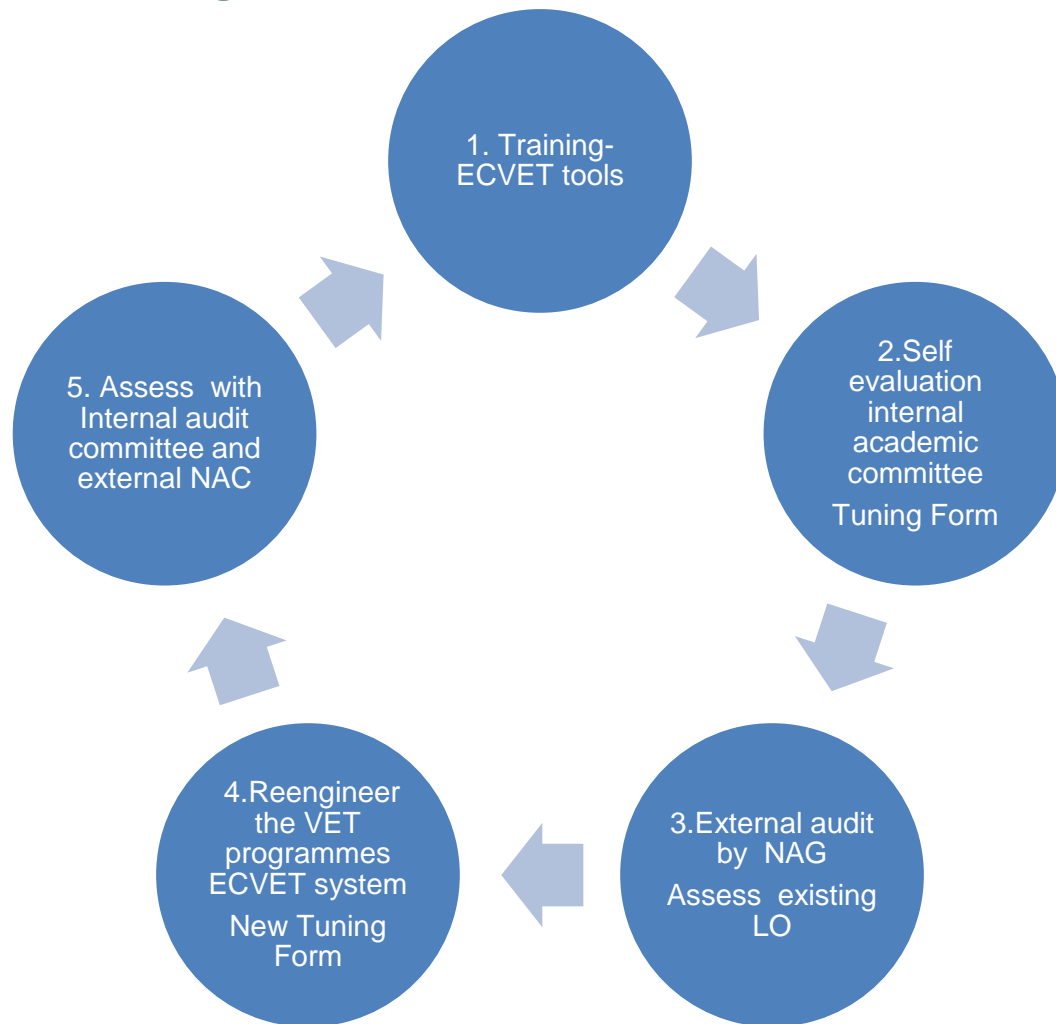 1. Training-
ECVET tools
2.Self
evaluation
internal
academic
committee
Tuning Form
3.External audit
by NAG
Assess existing
LO
4.Reengineer
the VET
programmes
ECVET system
New Tuning
Form
5. Assess with
Internal audit
committee and
external NAC